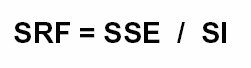 SRF = SSE / SI